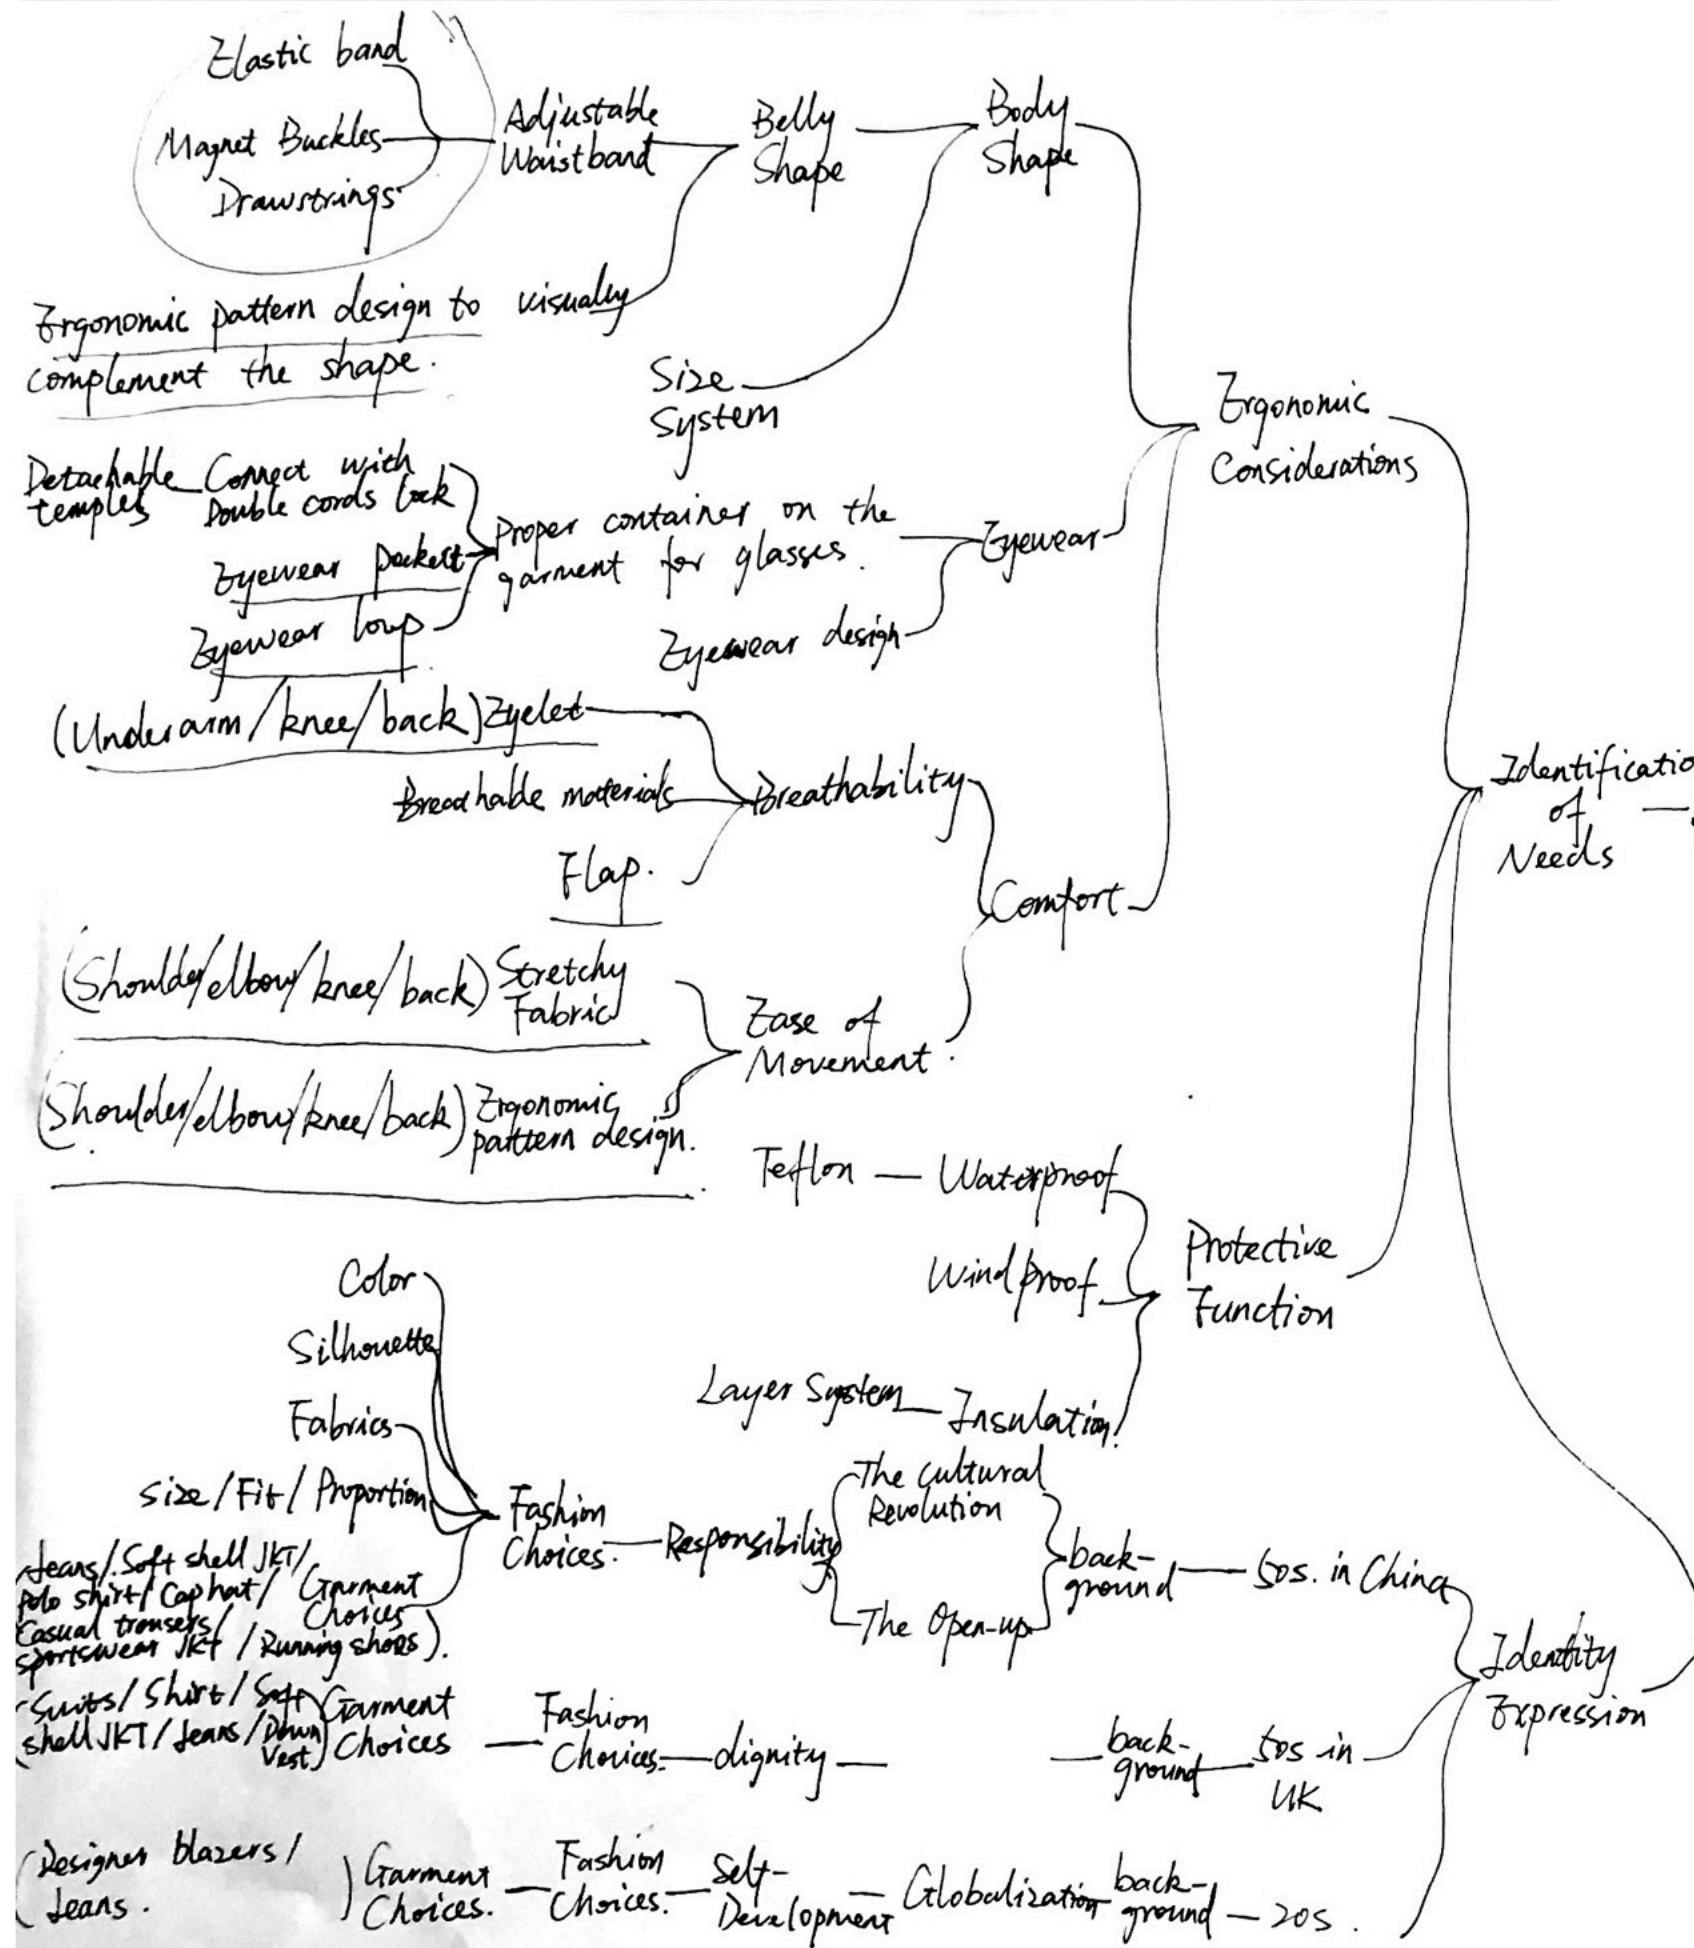 Elastic band
Magnet Buckles
Drawstrings
Adjustable
Waistband
Belly
Shape
Body
Shape
Ergonomic pattern design to visually
complement the shape.
Size
System
Ergonomic
Considerations
Detachable
temples
Connect with
Double cords lock
Eyewear pocket
Eyewear loop
Proper container on the
garment for glasses.
Eyewear
Eyewear design
(Underarm/knee/back) Eyelet
Breathable materials
Flap.
Breathability
Comfort
Identificatio
of
Needs
(Shoulder/elbow/knee/back) Stretchy
Fabric
(Shoulder/elbow/knee/back) Ergonomic
pattern design.
Ease of
Movement.
Teflon — Waterproof
Windproof
Layer System — Insulation
Protective
Function
Color
Silhouette
Fabrics
Size/Fit/Proportion
Jeans/Soft shell JKT/
Polo shirt/Cap hat/
Casual trousers/
Sportswear JKT/Running shoes).
Garment
Choices
Fashion
Choices.
Responsibility
The Cultural
Revolution
The Open-up
back-
ground
50s. in China
Identity
Expression
(Suits/Shirt/Soft
shell JKT/Jeans/Down
Vest)
Garment
Choices
Fashion
Choices.
dignity
back-
ground
50s in
UK
(Designer blazers/
Jeans. )
Garment
Choices.
Fashion
Choices.
Self-
Development
Globalization
back-
ground
20s.